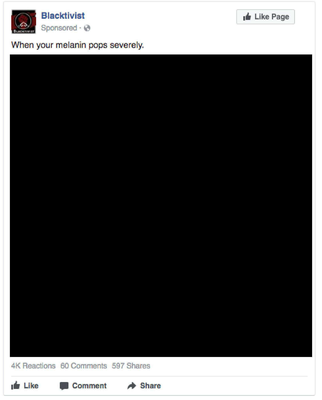 Blacktivist
Like Page
Sponsored ·
When your melanin pops severely.
4K Reactions 60 Comments 597 Shares
Like Comment Share